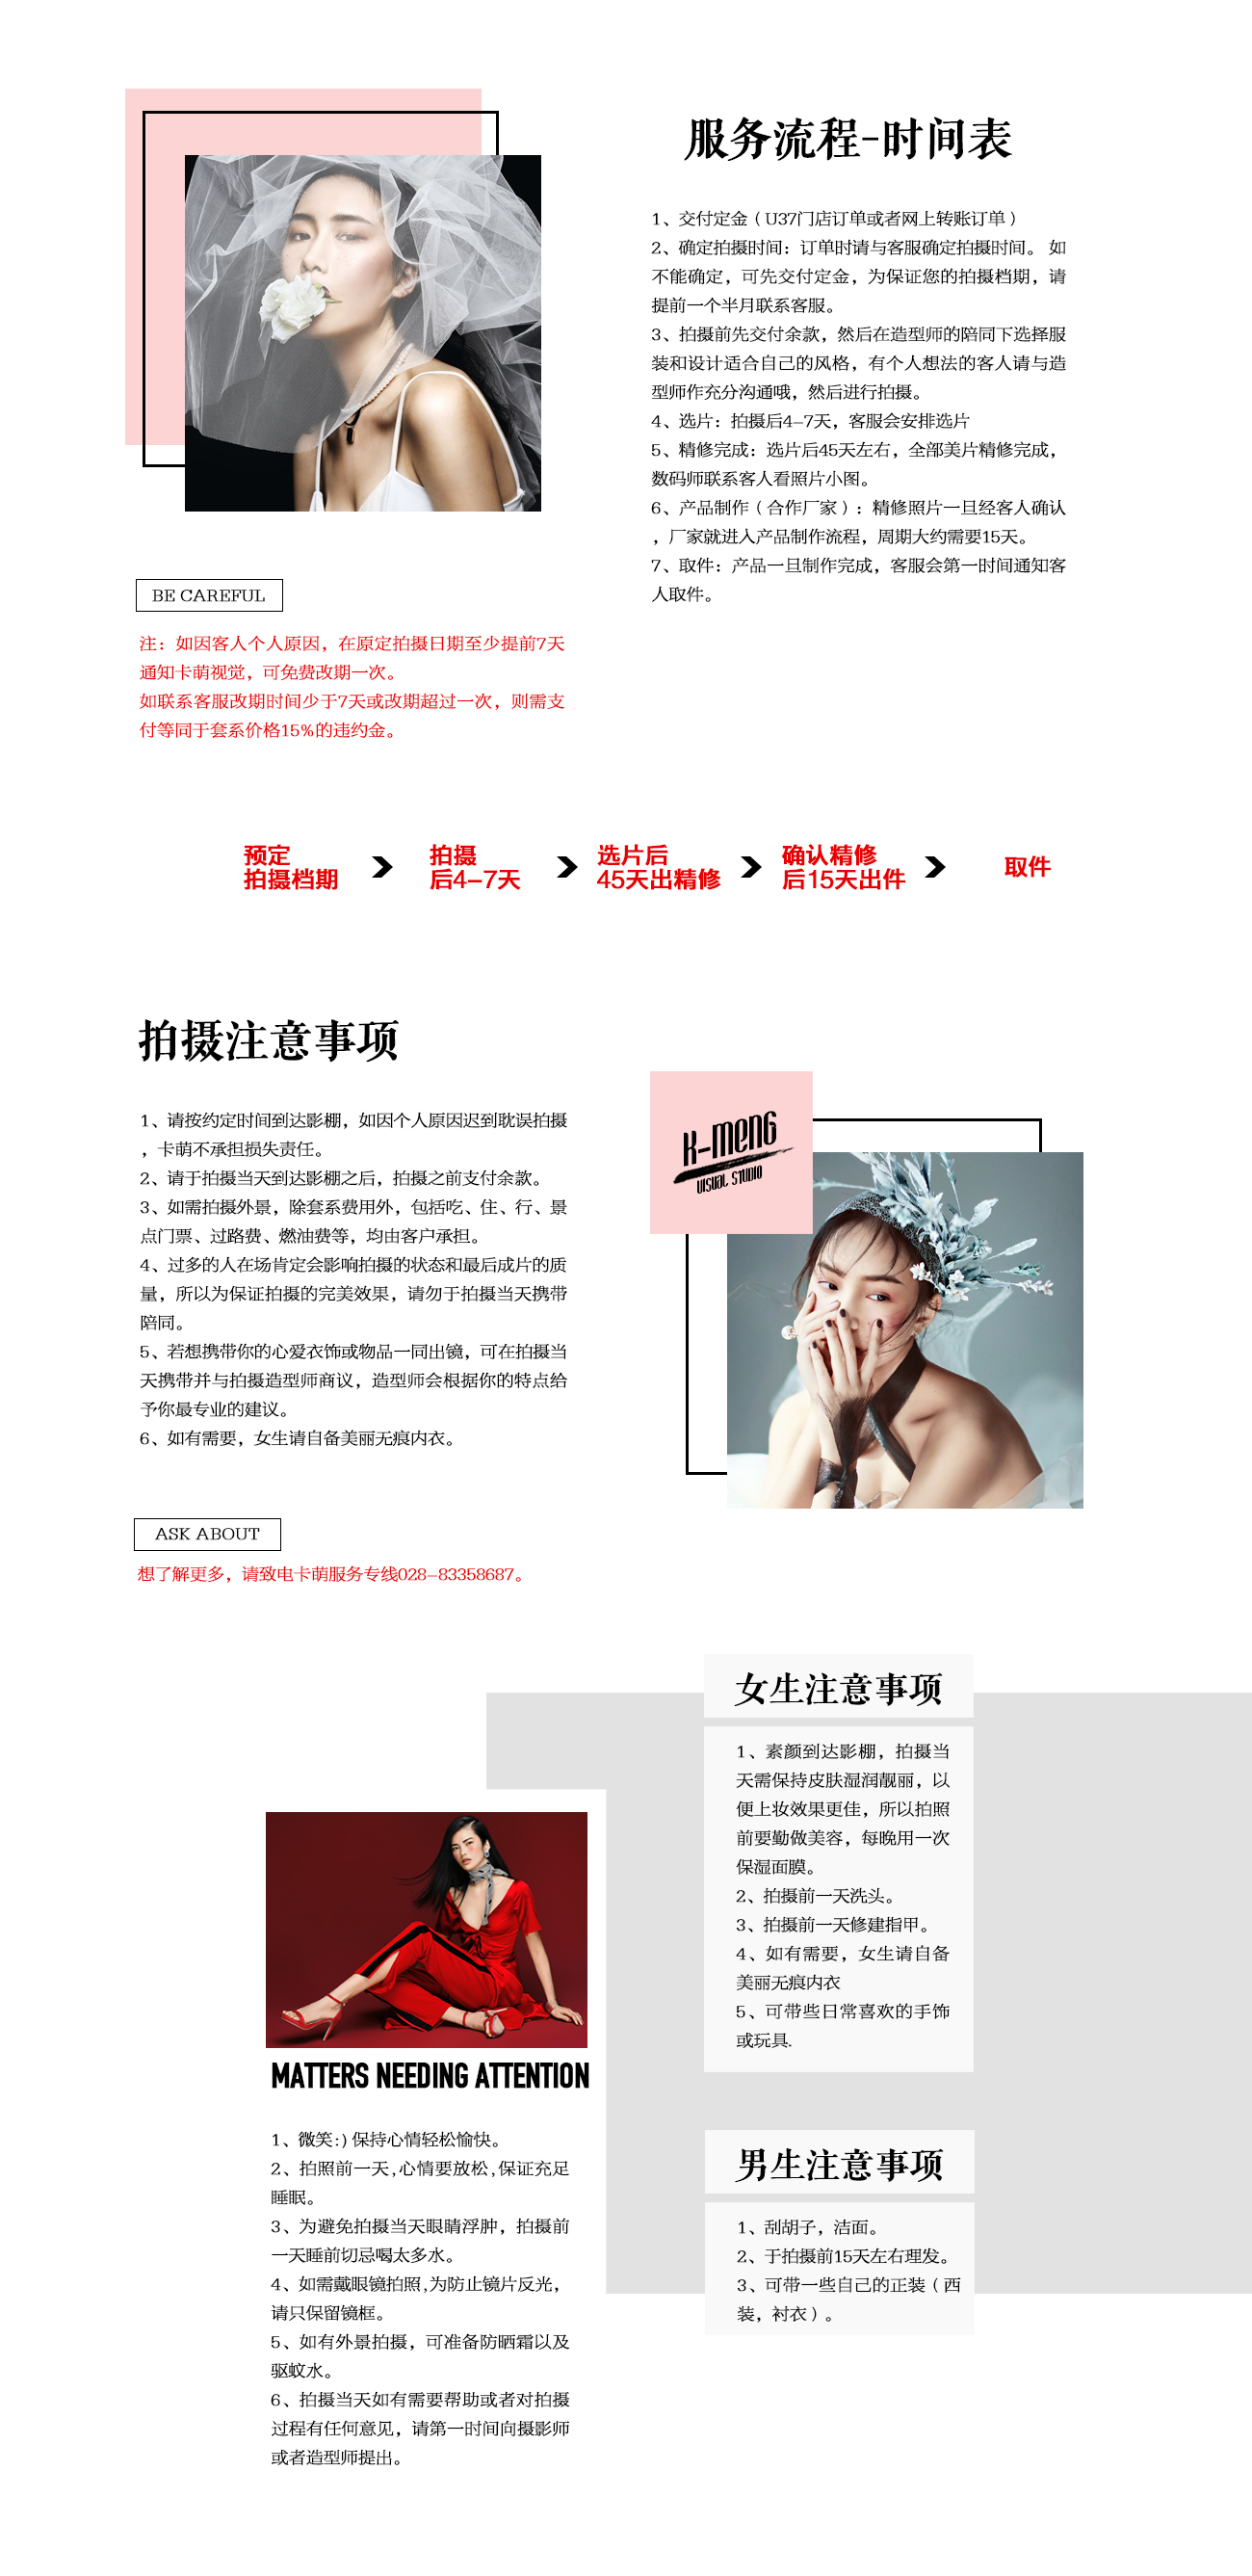 服务流程-时间表
1、交付定金（U37门店订单或者网上转账订单）
2、确定拍摄时间：订单时请与客服确定拍摄时间。 如
不能确定，可先交付定金，为保证您的拍摄档期，请
提前一个半月联系客服。
3、拍摄前先交付余款，然后在造型师的陪同下选择服
装和设计适合自己的风格，有个人想法的客人请与造
型师作充分沟通哦，然后进行拍摄。
4、选片：拍摄后4-7天，客服会安排选片
5、精修完成：选片后45天左右，全部美片精修完成，
数码师联系客人看照片小图。
6、产品制作（合作厂家）：精修照片一旦经客人确认
，厂家就进入产品制作流程，周期大约需要15天。
7、取件：产品一旦制作完成，客服会第一时间通知客
人取件。
BE CAREFUL
注：如因客人个人原因，在原定拍摄日期至少提前7天
通知卡萌视觉，可免费改期一次。
如联系客服改期时间少于7天或改期超过一次，则需支
付等同于套系价格15%的违约金。
预定
拍摄档期
拍摄
后4-7天
选片后
45天出精修
确认精修
后15天出件
取件
拍摄注意事项
1、请按约定时间到达影棚，如因个人原因迟到耽误拍摄
，卡萌不承担损失责任。
2、请于拍摄当天到达影棚之后，拍摄之前支付余款。
3、如需拍摄外景，除套系费用外，包括吃、住、行、景
点门票、过路费、燃油费等，均由客户承担。
4、过多的人在场肯定会影响拍摄的状态和最后成片的质
量，所以为保证拍摄的完美效果，请勿于拍摄当天携带
陪同。
5、若想携带你的心爱衣饰或物品一同出镜，可在拍摄当
天携带并与拍摄造型师商议，造型师会根据你的特点给
予你最专业的建议。
6、如有需要，女生请自备美丽无痕内衣。
K-MENG
VISUAL STUDIO
ASK ABOUT
想了解更多，请致电卡萌服务专线028-83358687。
女生注意事项
1、素颜到达影棚，拍摄当
天需保持皮肤湿润靓丽，以
便上妆效果更佳，所以拍照
前要勤做美容，每晚用一次
保湿面膜。
2、拍摄前一天洗头。
3、拍摄前一天修建指甲。
4、如有需要，女生请自备
美丽无痕内衣
5、可带些日常喜欢的手饰
或玩具.
MATTERS NEEDING ATTENTION
1、微笑:) 保持心情轻松愉快。
2、拍照前一天,心情要放松,保证充足
睡眠。
3、为避免拍摄当天眼睛浮肿，拍摄前
一天睡前切忌喝太多水。
4、如需戴眼镜拍照,为防止镜片反光，
请只保留镜框。
5、如有外景拍摄，可准备防晒霜以及
驱蚊水。
6、拍摄当天如有需要帮助或者对拍摄
过程有任何意见，请第一时间向摄影师
或者造型师提出。
男生注意事项
1、刮胡子，洁面。
2、于拍摄前15天左右理发。
3、可带一些自己的正装（西
装，衬衣）。